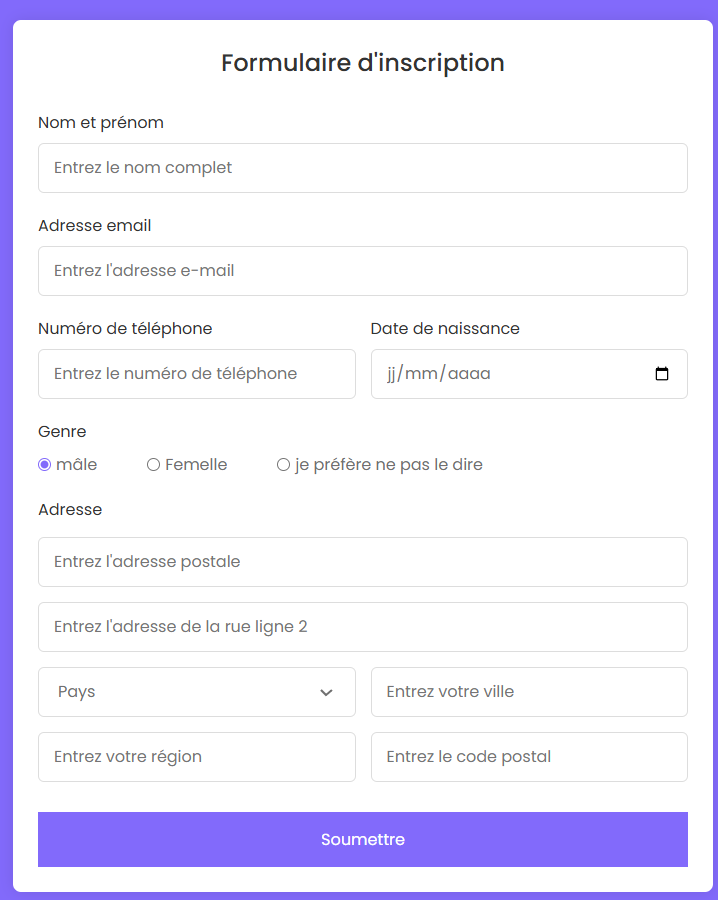 Formulaire d'inscription
Nom et prénom
Entrez le nom complet
Adresse email
Entrez l'adresse e-mail
Numéro de téléphone Date de naissance
Entrez le numéro de téléphone jj/mm/aaaa
Genre
mâle Femelle je préfère ne pas le dire
Adresse
Entrez l'adresse postale
Entrez l'adresse de la rue ligne 2
Pays Entrez votre ville
Entrez votre région Entrez le code postal
Soumettre